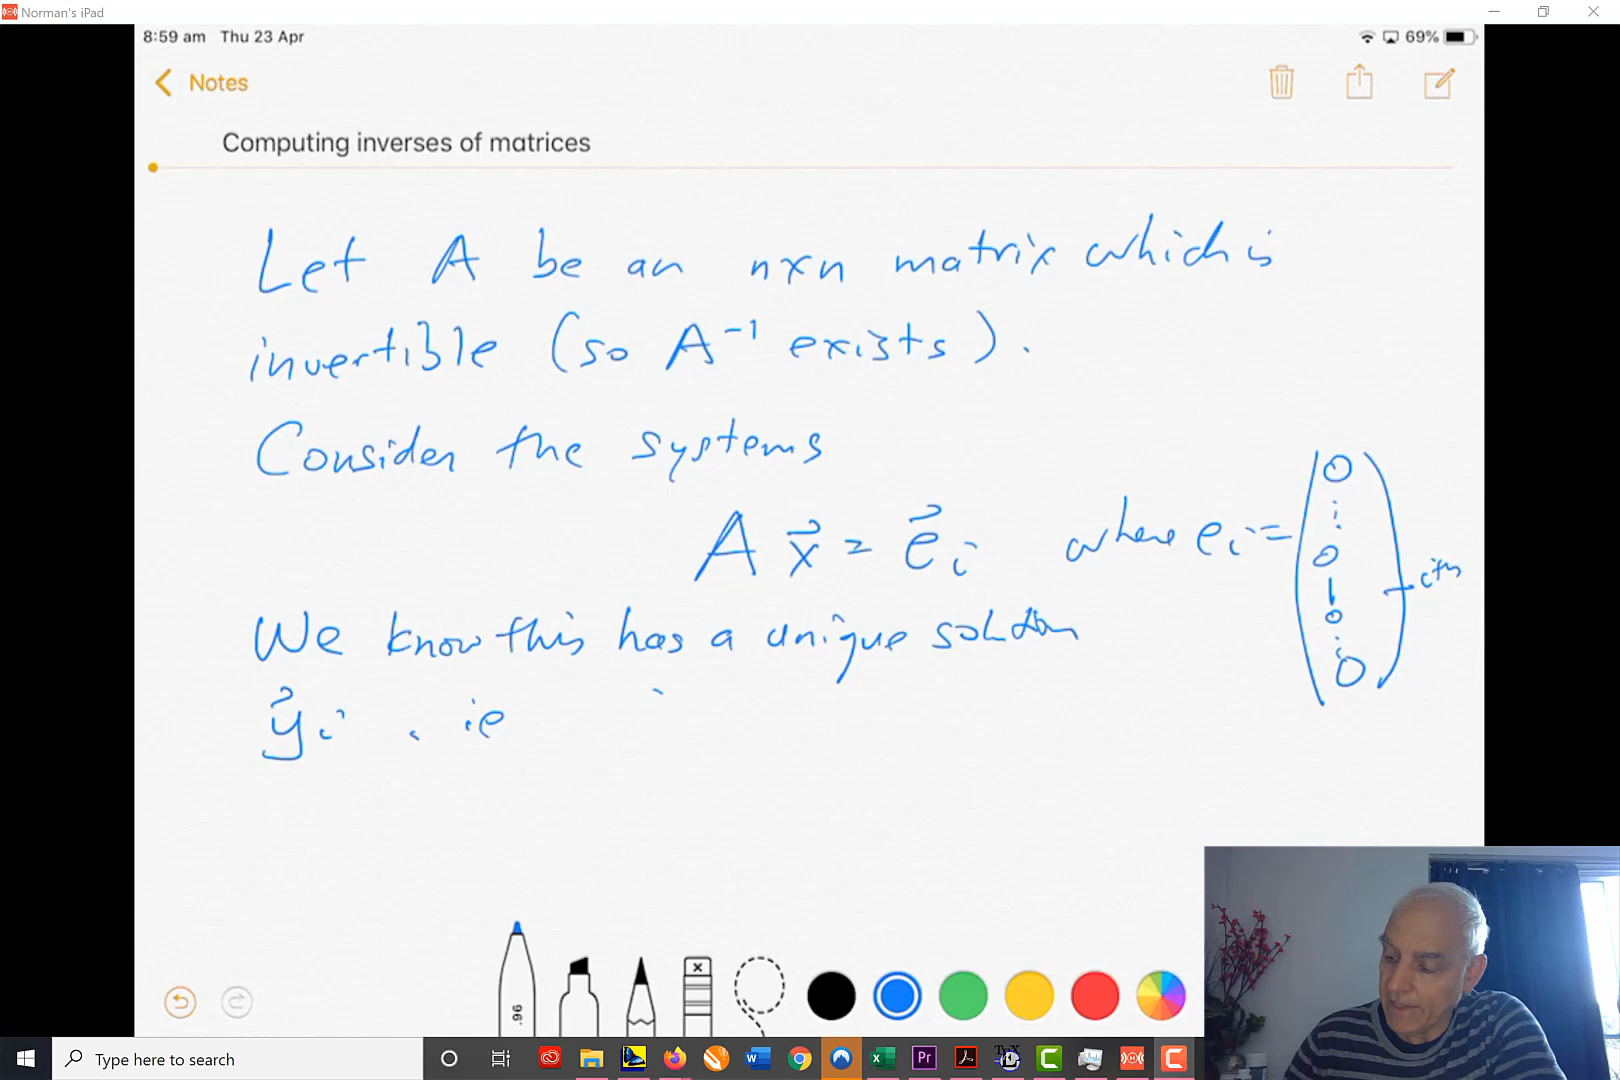 Norman's iPad
8:59 am Thu 23 Apr
69%
Notes
Computing inverses of matrices
Let A be an n×n matrix which is
invertible (so A⁻¹ exists).
Consider the systems
A x⃗ = e⃗ᵢ where eᵢ = (0 ⋮ 0 1 0 ⋮ 0) ith
We know this has a unique solution
y⃗ᵢ . ie
96
Type here to search